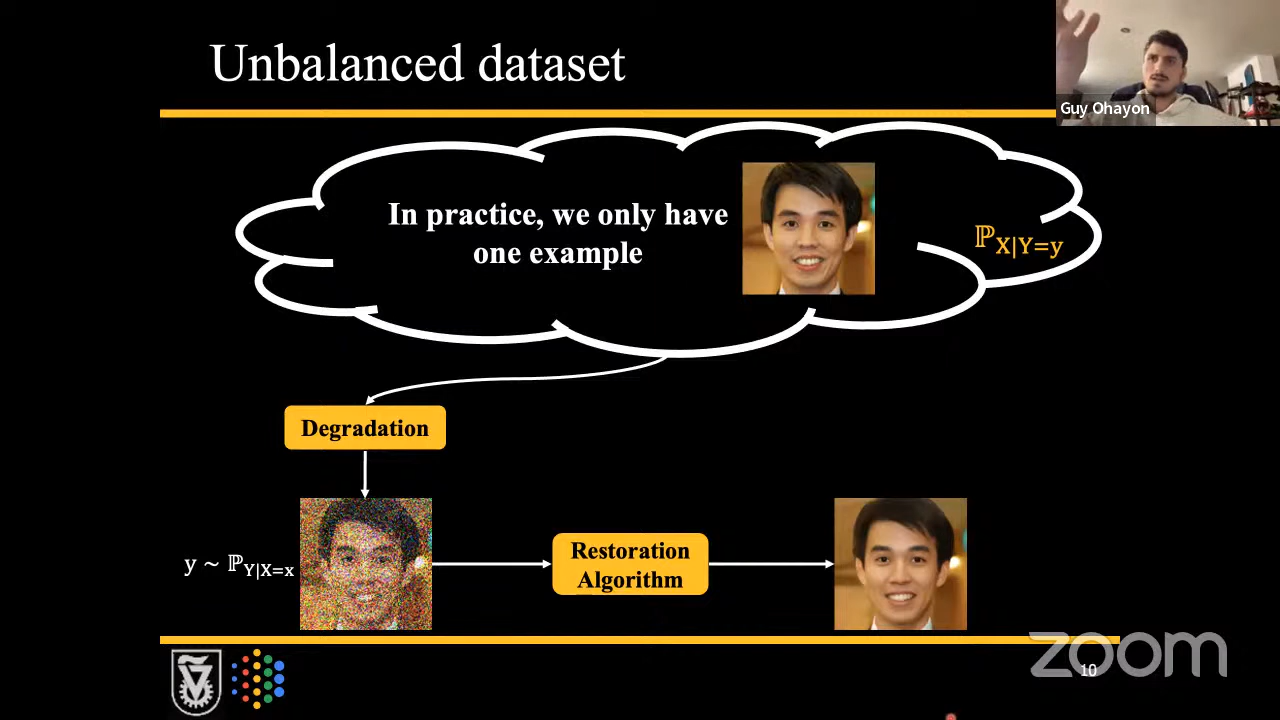 Unbalanced dataset
Guy Ohayon
In practice, we only have
one example
ℙX|Y=y
Degradation
y ~ ℙY|X=x
Restoration
Algorithm
zoom
10